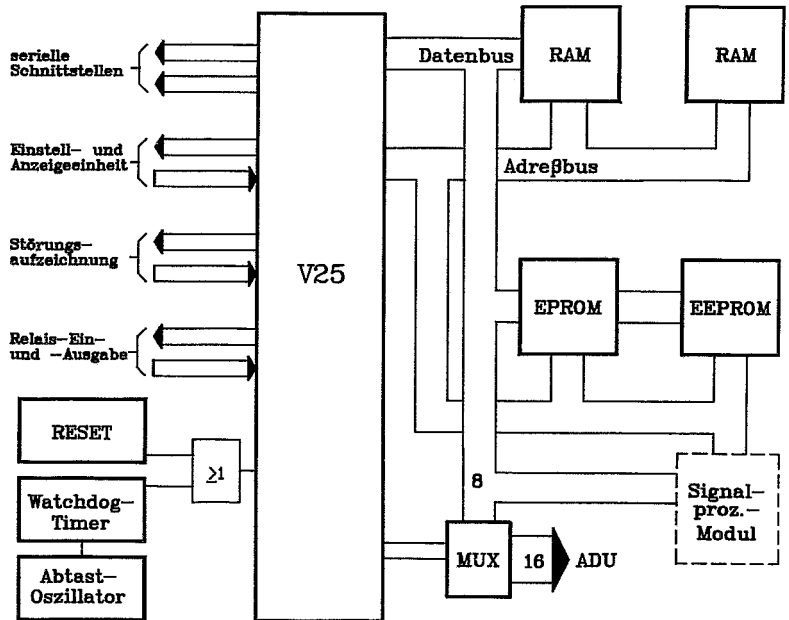 serielle
Schnittstellen
Einstell- und
Anzeigeeinheit
Störungs-
aufzeichnung
Relais-Ein-
und -Ausgabe
RESET
Watchdog-
Timer
Abtast-
Oszillator
≥1
V25
Datenbus
RAM
RAM
Adreβbus
EPROM
EEPROM
8
Signal-
proz.-
Modul
MUX
16
ADU